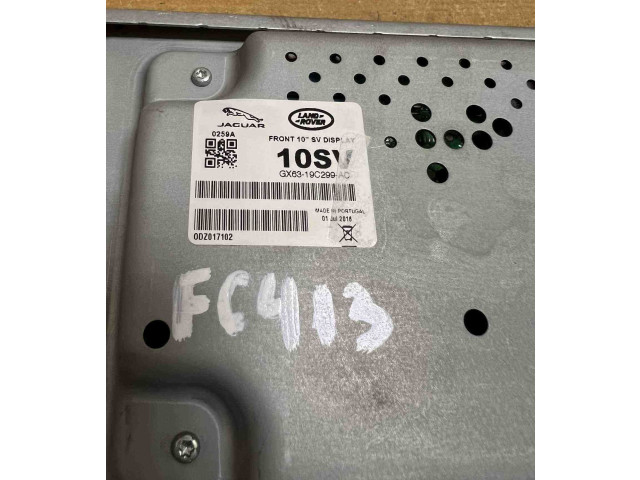 JAGUAR
LAND ROVER
0259A
FRONT 10" SV DISPLAY
10SV
GX63-19C299-AC
MADE IN PORTUGAL
01 Jul 2016
ODZ017102
FC413